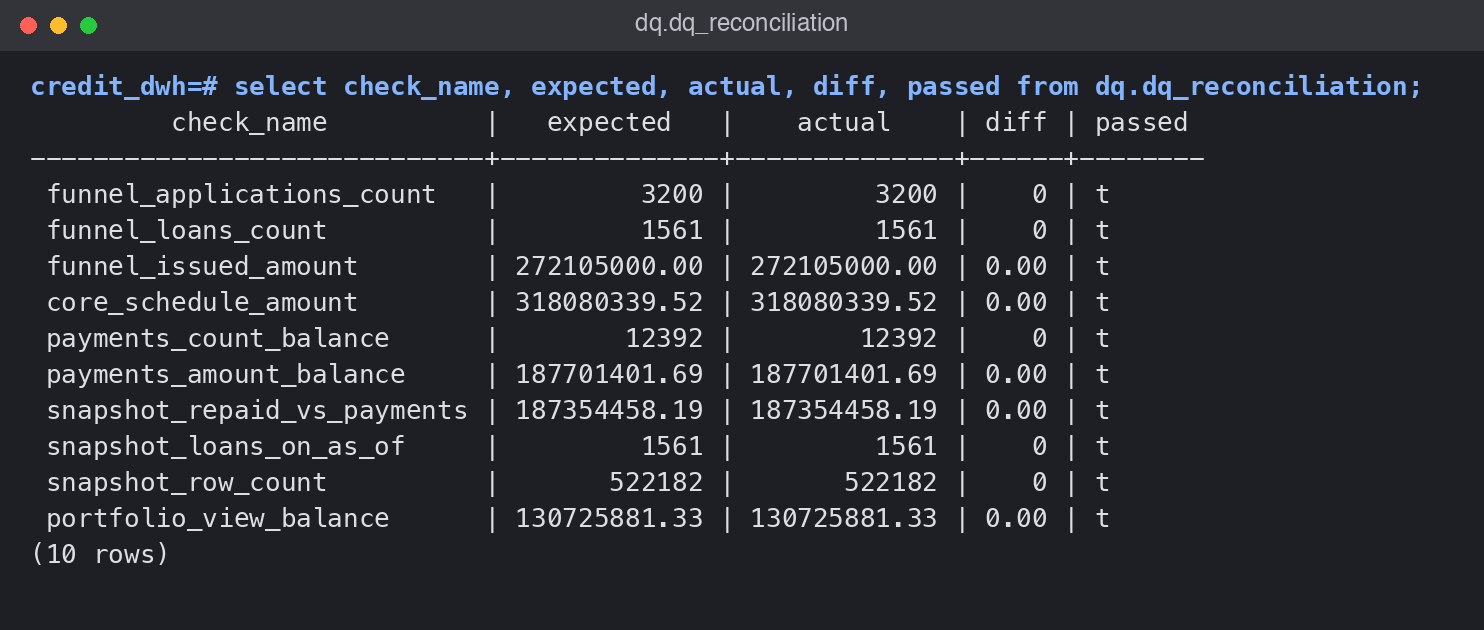 dq.dq_reconciliation
credit_dwh=# select check_name, expected, actual, diff, passed from dq.dq_reconciliation;
         check_name          |   expected   |    actual    | diff | passed
-----------------------------+--------------+--------------+------+--------
 funnel_applications_count   |         3200 |         3200 |    0 | t
 funnel_loans_count          |         1561 |         1561 |    0 | t
 funnel_issued_amount        | 272105000.00 | 272105000.00 | 0.00 | t
 core_schedule_amount        | 318080339.52 | 318080339.52 | 0.00 | t
 payments_count_balance      |        12392 |        12392 |    0 | t
 payments_amount_balance     | 187701401.69 | 187701401.69 | 0.00 | t
 snapshot_repaid_vs_payments | 187354458.19 | 187354458.19 | 0.00 | t
 snapshot_loans_on_as_of     |         1561 |         1561 |    0 | t
 snapshot_row_count          |       522182 |       522182 |    0 | t
 portfolio_view_balance      | 130725881.33 | 130725881.33 | 0.00 | t
(10 rows)